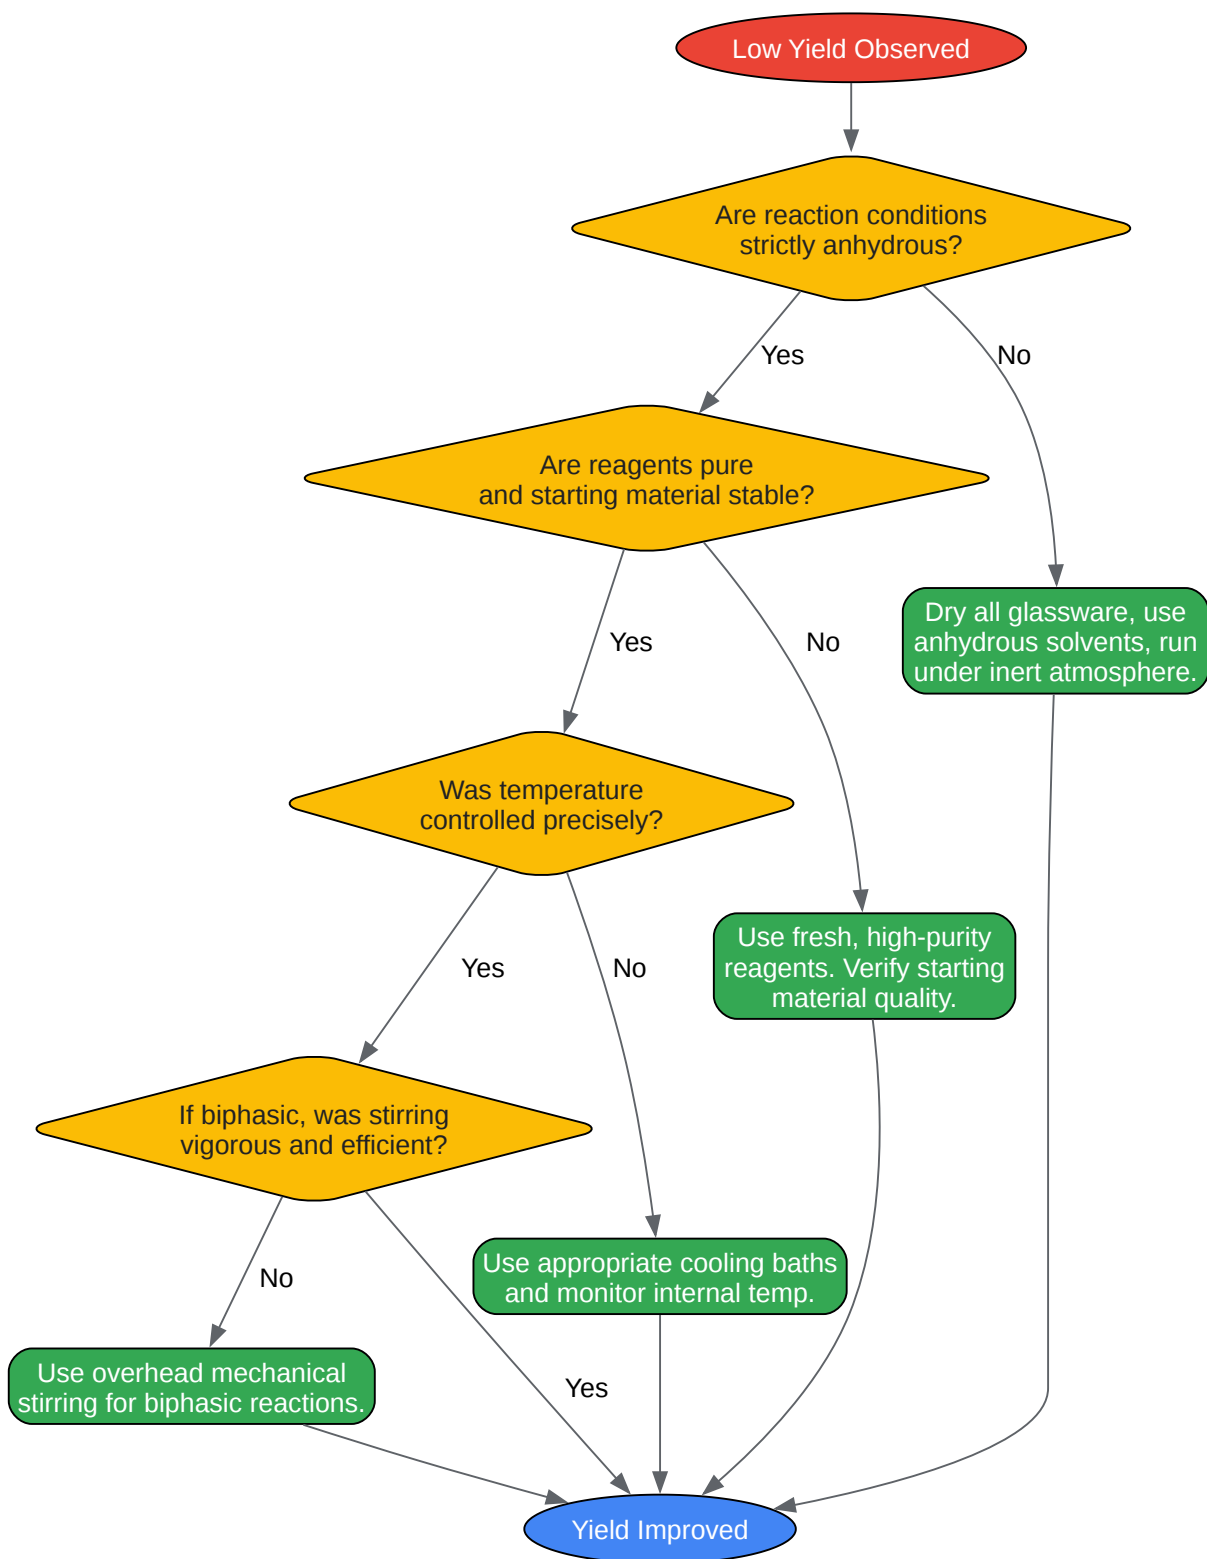 Low Yield Observed
Are reaction conditions
strictly anhydrous?
Yes
No
Are reagents pure
and starting material stable?
Dry all glassware, use
anhydrous solvents, run
under inert atmosphere.
Yes
No
Was temperature
controlled precisely?
Use fresh, high-purity
reagents. Verify starting
material quality.
Yes
No
If biphasic, was stirring
vigorous and efficient?
Use appropriate cooling baths
and monitor internal temp.
No
Yes
Use overhead mechanical
stirring for biphasic reactions.
Yield Improved